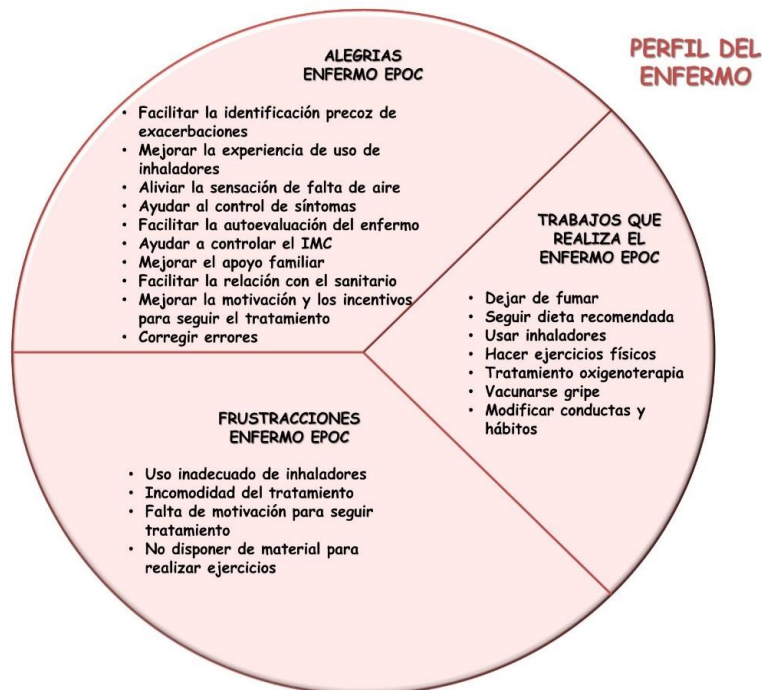 PERFIL DEL
ENFERMO
ALEGRIAS
ENFERMO EPOC
• Facilitar la identificación precoz de
exacerbaciones
• Mejorar la experiencia de uso de
inhaladores
• Aliviar la sensación de falta de aire
• Ayudar al control de síntomas
• Facilitar la autoevaluación del enfermo
• Ayudar a controlar el IMC
• Mejorar el apoyo familiar
• Facilitar la relación con el sanitario
• Mejorar la motivación y los incentivos
para seguir el tratamiento
• Corregir errores
TRABAJOS QUE
REALIZA EL
ENFERMO EPOC
• Dejar de fumar
• Seguir dieta recomendada
• Usar inhaladores
• Hacer ejercicios físicos
• Tratamiento oxigenoterapia
• Vacunarse gripe
• Modificar conductas y
hábitos
FRUSTRACCIONES
ENFERMO EPOC
• Uso inadecuado de inhaladores
• Incomodidad del tratamiento
• Falta de motivación para seguir
tratamiento
• No disponer de material para
realizar ejercicios